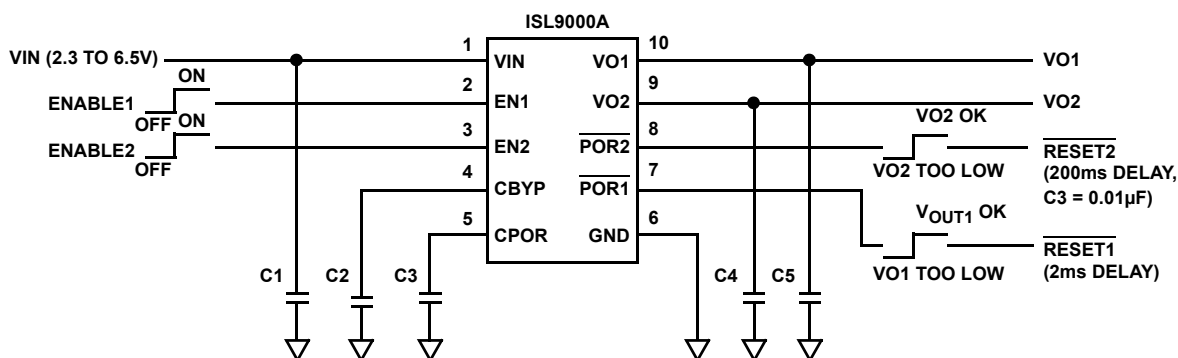 ISL9000A
VIN (2.3 TO 6.5V)
1
VIN
VO1
10
VO1
ON
ENABLE1
OFF
2
EN1
VO2
9
VO2
ON
ENABLE2
OFF
3
EN2
POR2
8
VO2 OK
VO2 TOO LOW
RESET2
(200ms DELAY,
C3 = 0.01µF)
4
CBYP
POR1
7
5
CPOR
GND
6
VOUT1 OK
VO1 TOO LOW
RESET1
(2ms DELAY)
C1
C2
C3
C4
C5